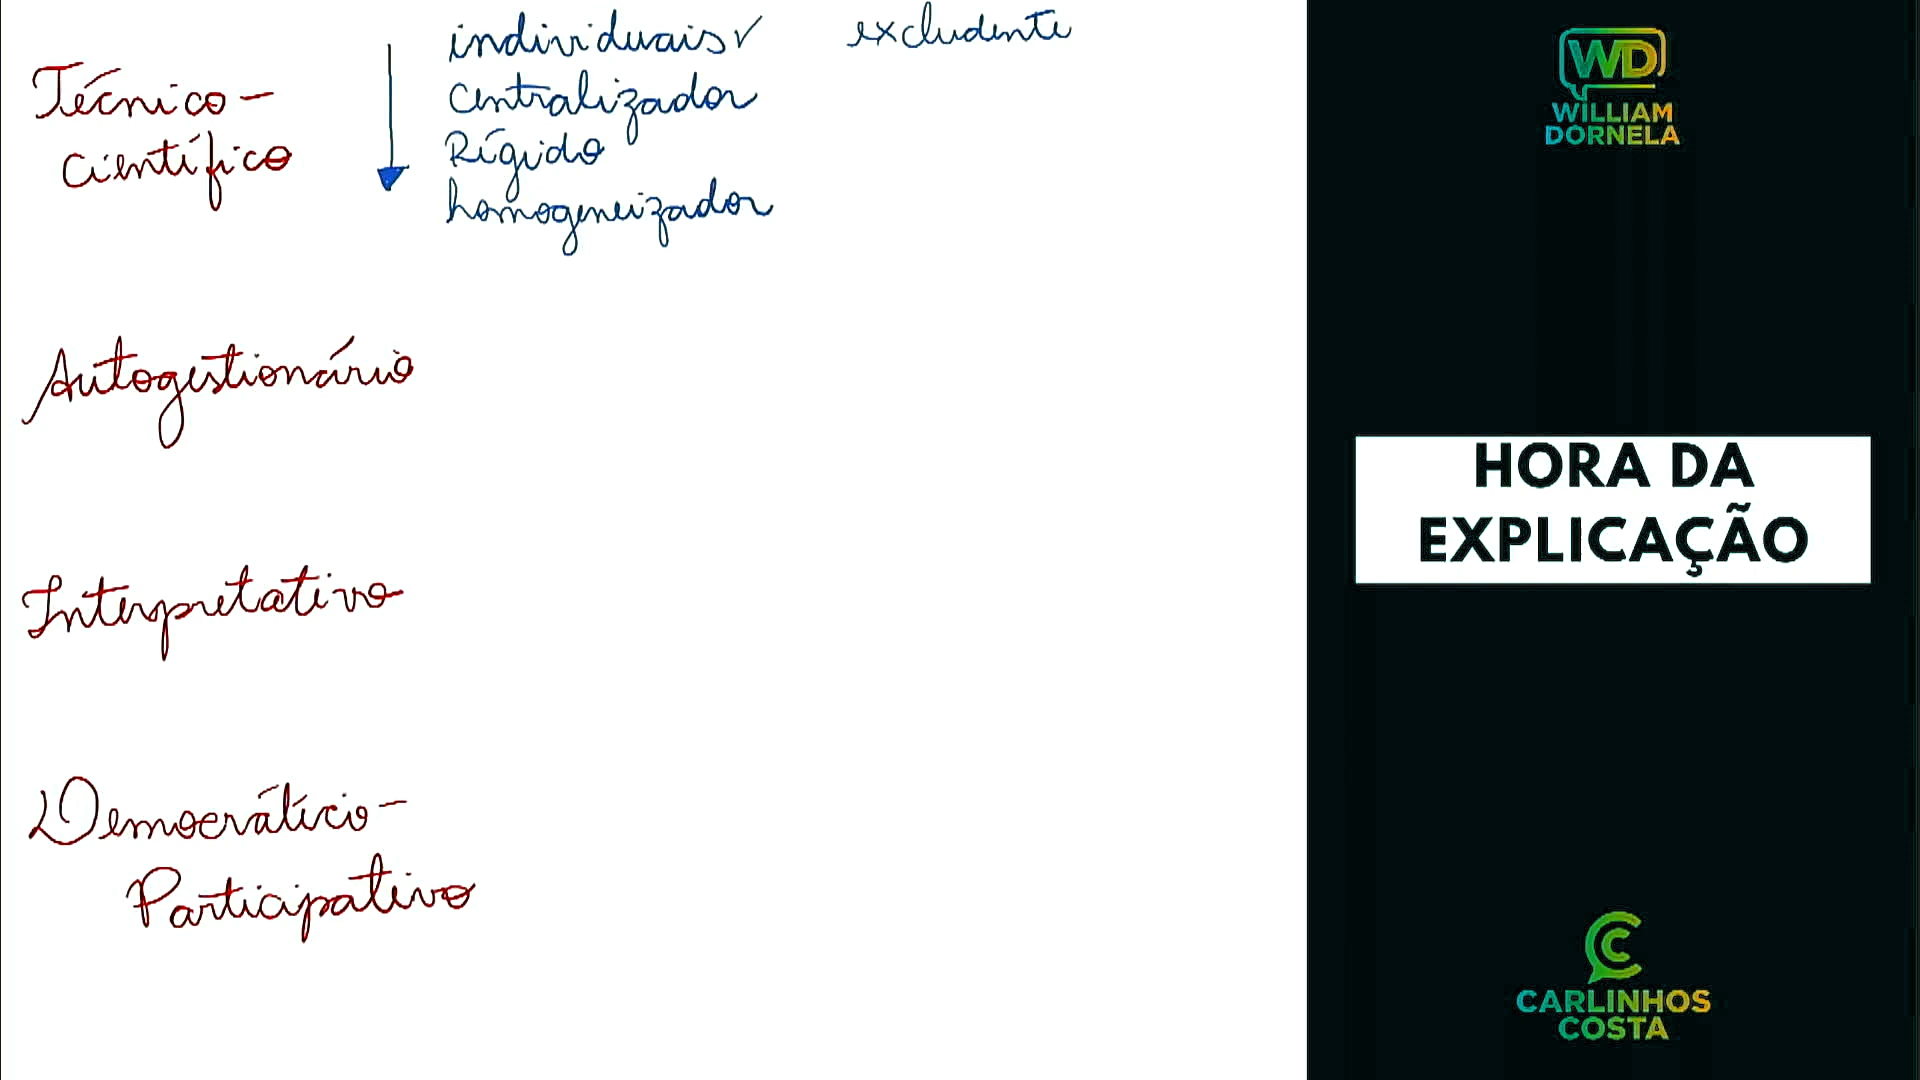 individuais✓ excludente
Técnico-
centralizador
Rígido
Científico
homogeneizador
Autogestionário
Interpretativo
Democrático-
Participativo
WD
WILLIAM
DORNELA
HORA DA
EXPLICAÇÃO
CARLINHOS
COSTA